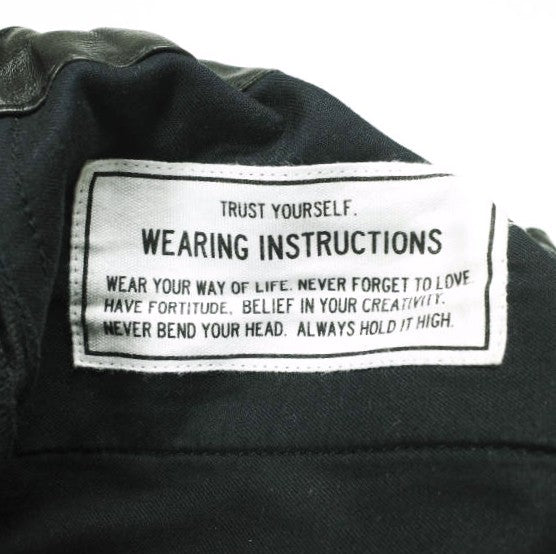 TRUST YOURSELF.
WEARING INSTRUCTIONS
WEAR YOUR WAY OF LIFE. NEVER FORGET TO LOVE.
HAVE FORTITUDE, BELIEF IN YOUR CREATIVITY.
NEVER BEND YOUR HEAD. ALWAYS HOLD IT HIGH.